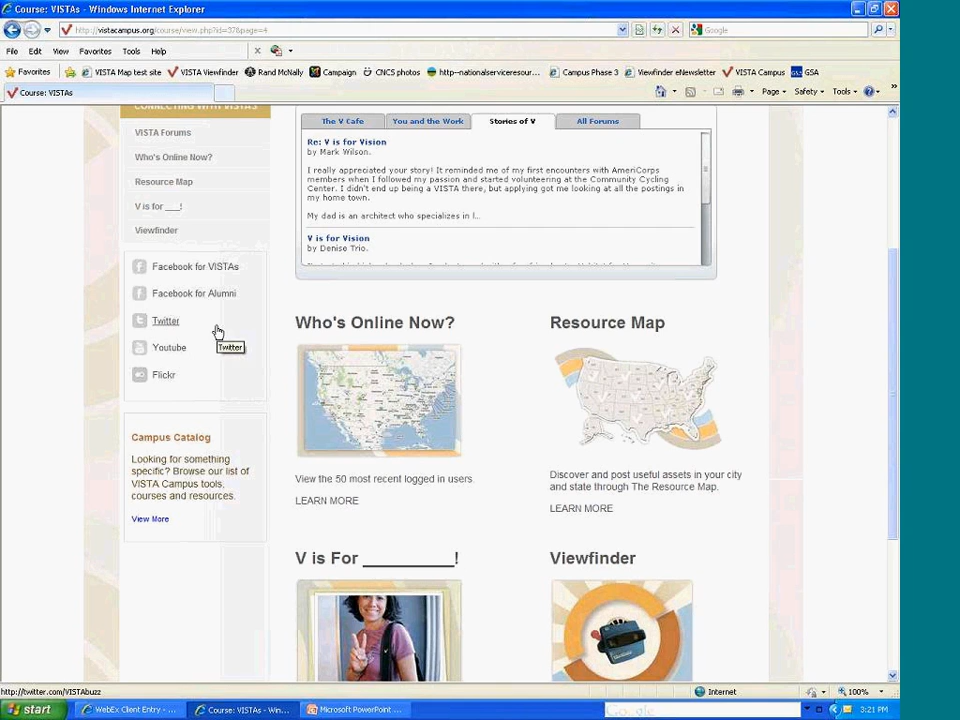 Course: VISTAs - Windows Internet Explorer
http://vistacampus.org/course/view.php?id=37&page=4
Google
File Edit View Favorites Tools Help
Favorites VISTA Map test site VISTA Viewfinder Rand McNally Campaign CNCS photos http--nationalserviceresour... Campus Phase 3 Viewfinder eNewsletter VISTA Campus GSA
Course: VISTAs
Page Safety Tools
CONNECTING WITH VISTAS
VISTA Forums
Who's Online Now?
Resource Map
V is for ___!
Viewfinder
Facebook for VISTAs
Facebook for Alumni
Twitter
Twitter
Youtube
Flickr
Campus Catalog
Looking for something
specific? Browse our list of
VISTA Campus tools,
courses and resources.
View More
The V Cafe You and the Work Stories of V All Forums
Re: V is for Vision
by Mark Wilson.
I really appreciated your story! It reminded me of my first encounters with AmeriCorps
members when I followed my passion and started volunteering at the Community Cycling
Center. I didn't end up being a VISTA there, but applying got me looking at all the postings in
my home town.
My dad is an architect who specializes in l...
V is for Vision
by Denise Trio.
Who's Online Now?
View the 50 most recent logged in users.
LEARN MORE
Resource Map
Discover and post useful assets in your city
and state through The Resource Map.
LEARN MORE
V is For __________!
Viewfinder
http://twitter.com/VISTAbuzz
Internet
100%
start
WebEx Client Entry - ...
Course: VISTAs - Win...
Microsoft PowerPoint ...
Google
3:21 PM